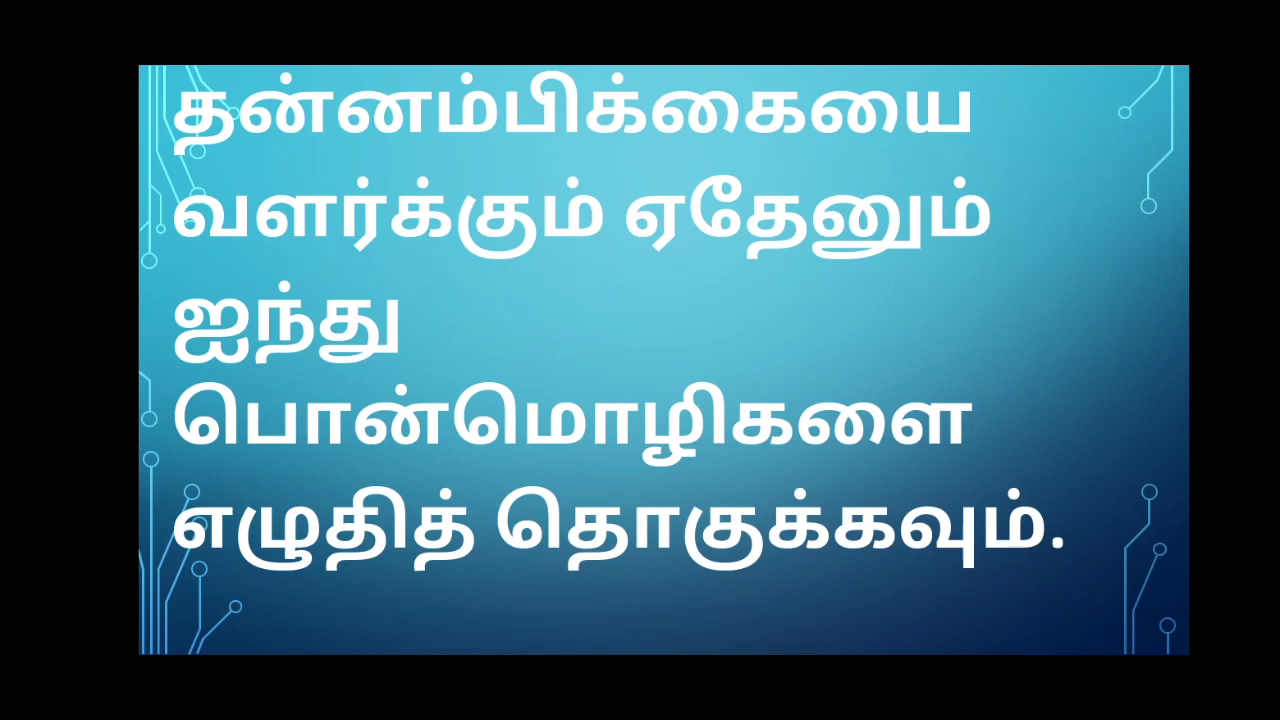 தன்னம்பிக்கையை
வளர்க்கும் ஏதேனும்
ஐந்து
பொன்மொழிகளை
எழுதித் தொகுக்கவும்.